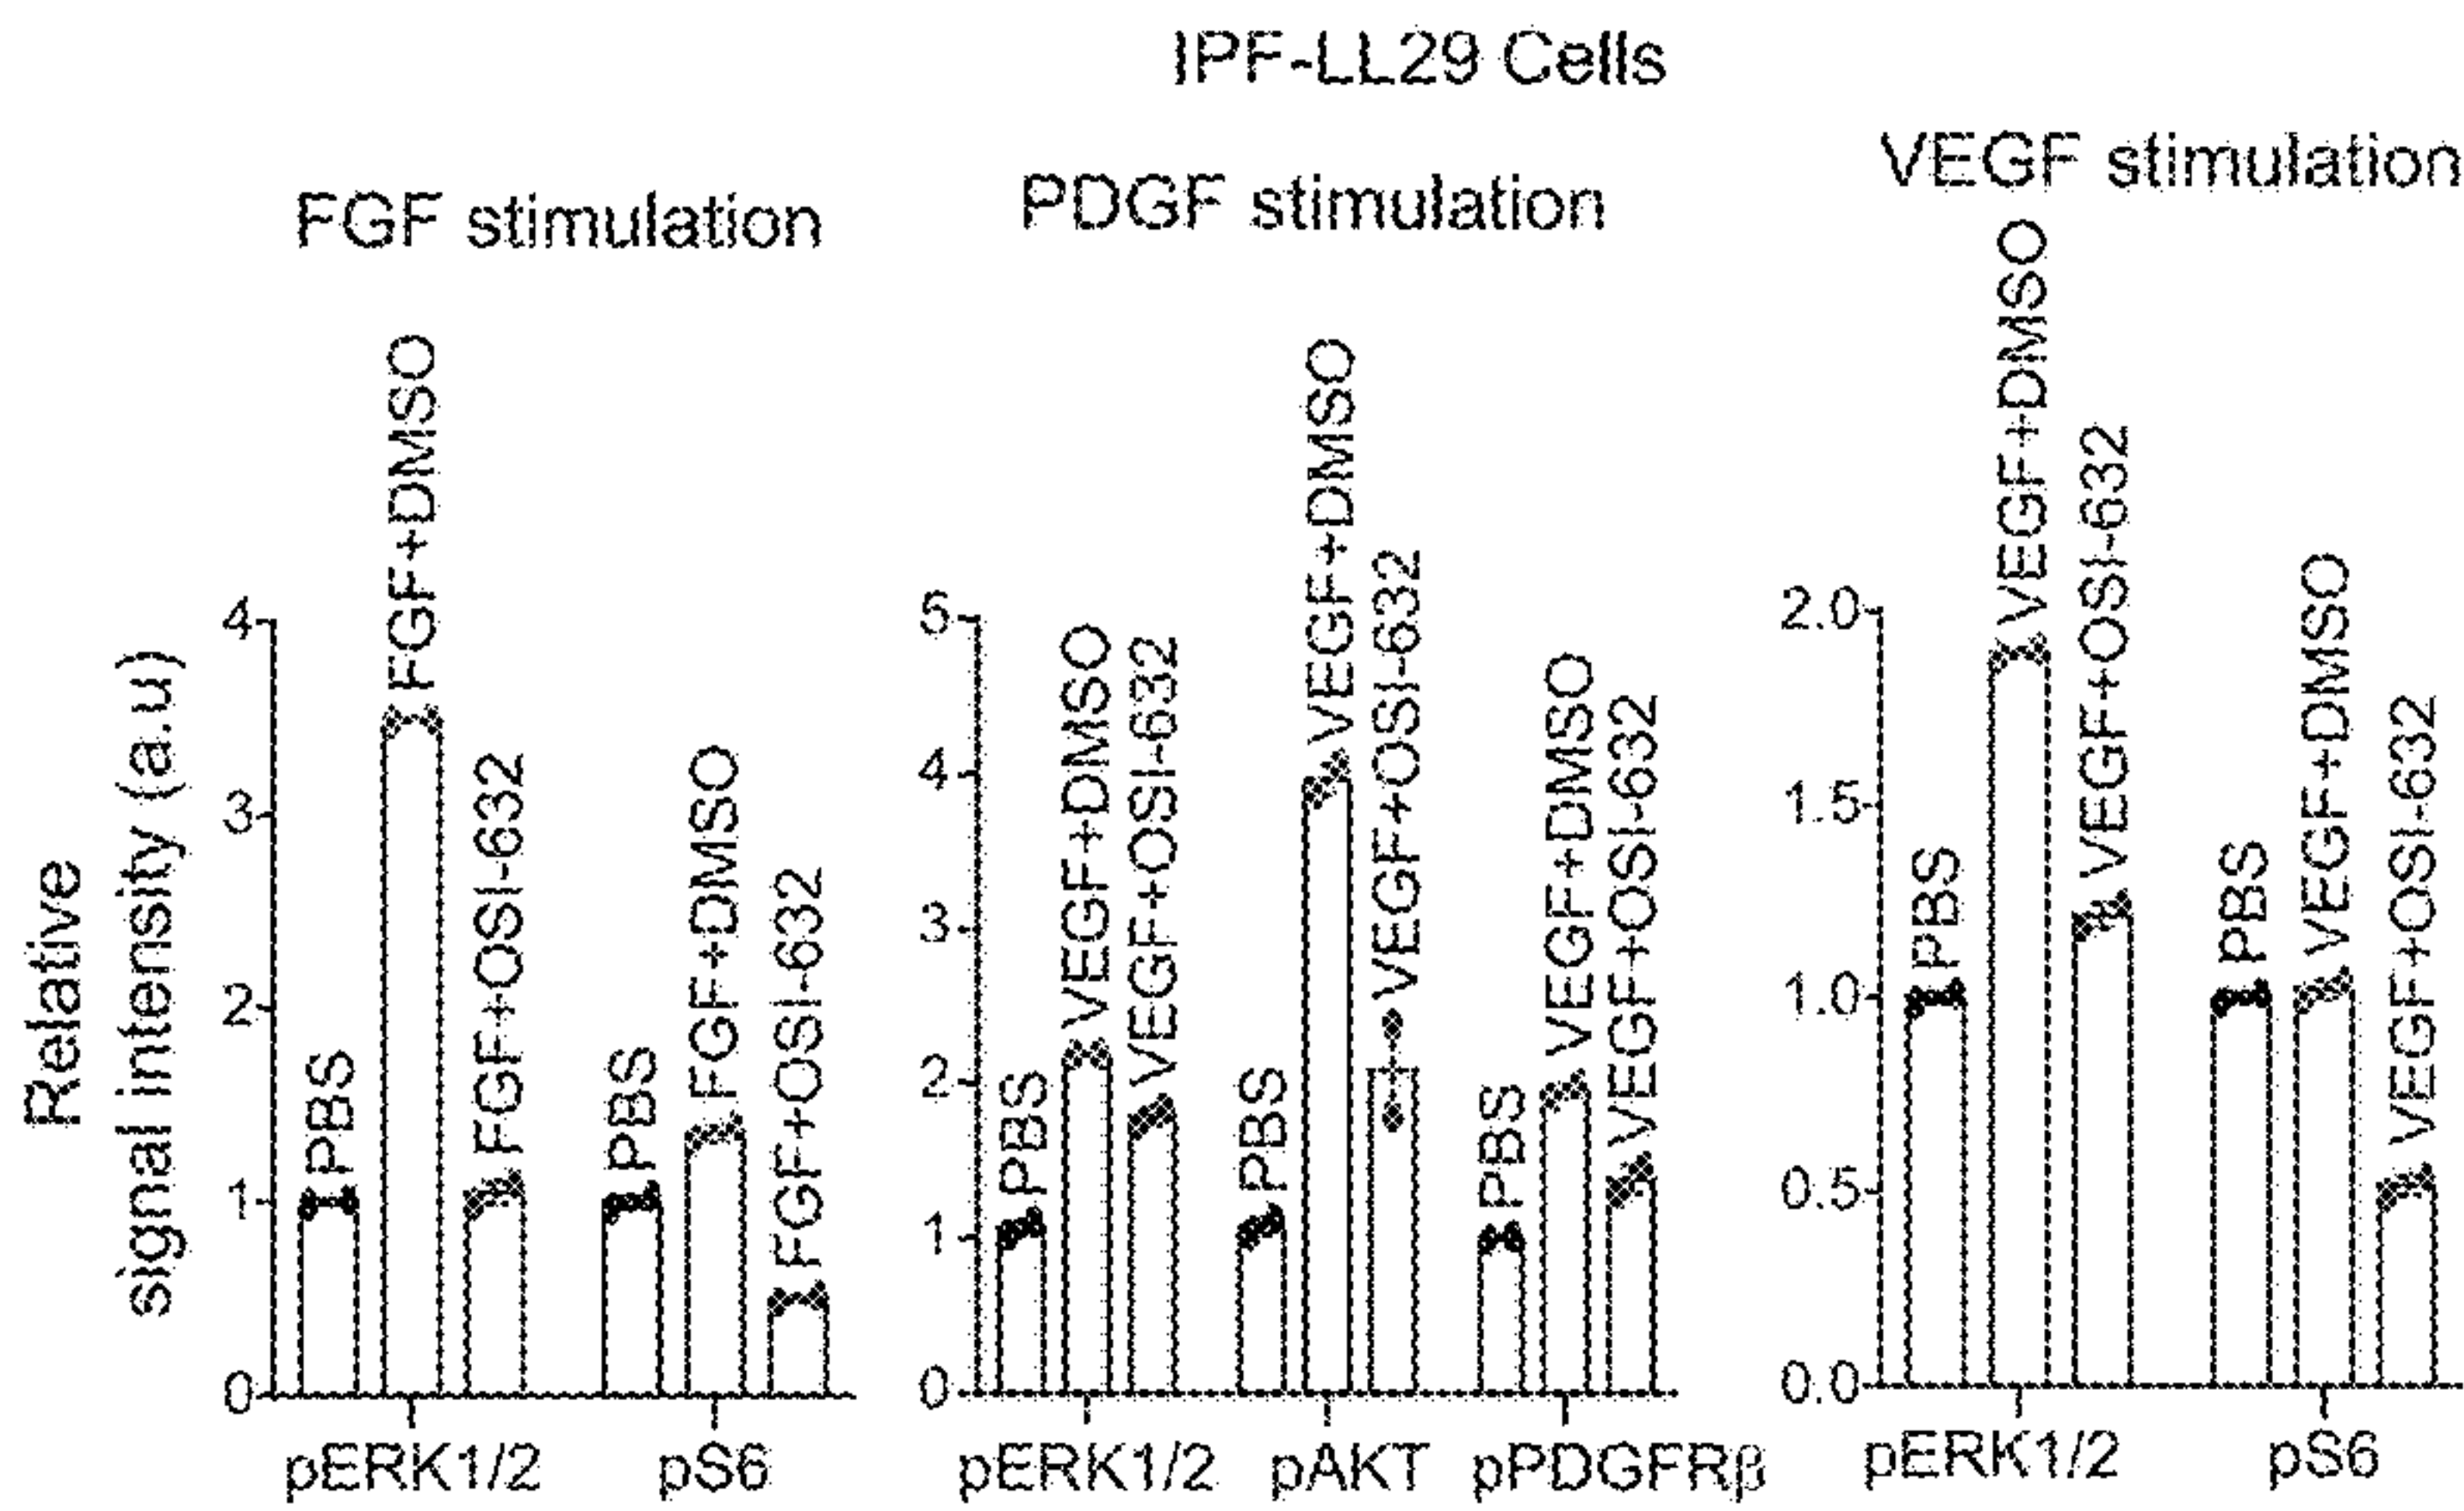 IPF-LL29 Cells
FGF stimulation
PDGF stimulation
VEGF stimulation
Relative
signal intensity (a.u)
4
3
2
1
0
PBS
FGF+DMSO
FGF+OSI-632
PBS
FGF+DMSO
FGF+OSI-632
pERK1/2
pS6
5
4
3
2
1
0
PBS
VEGF+DMSO
VEGF+OSI-632
PBS
VEGF+DMSO
VEGF+OSI-632
PBS
VEGF+DMSO
VEGF+OSI-632
pERK1/2
pAKT
pPDGFRβ
2.0
1.5
1.0
0.5
0.0
PBS
VEGF+DMSO
VEGF+OSI-632
PBS
VEGF+DMSO
VEGF+OSI-632
pERK1/2
pS6